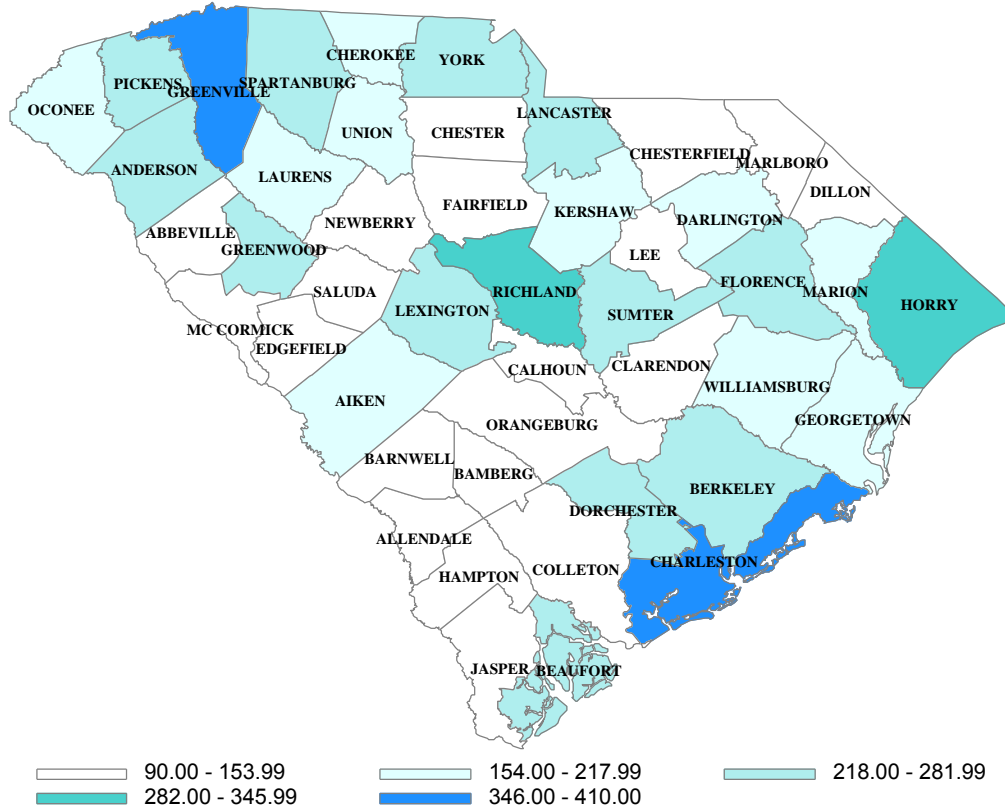 CHEROKEE
YORK
PICKENS
SPARTANBURG
GREENVILLE
OCONEE
LANCASTER
UNION
CHESTER
CHESTERFIELD
MARLBORO
ANDERSON
LAURENS
DILLON
FAIRFIELD
KERSHAW
NEWBERRY
DARLINGTON
ABBEVILLE
GREENWOOD
LEE
FLORENCE
SALUDA
RICHLAND
MARION
HORRY
LEXINGTON
SUMTER
MC CORMICK
EDGEFIELD
CALHOUN
CLARENDON
WILLIAMSBURG
AIKEN
GEORGETOWN
ORANGEBURG
BARNWELL
BAMBERG
BERKELEY
DORCHESTER
ALLENDALE
CHARLESTON
HAMPTON
COLLETON
JASPER
BEAUFORT
90.00 - 153.99
154.00 - 217.99
218.00 - 281.99
282.00 - 345.99
346.00 - 410.00